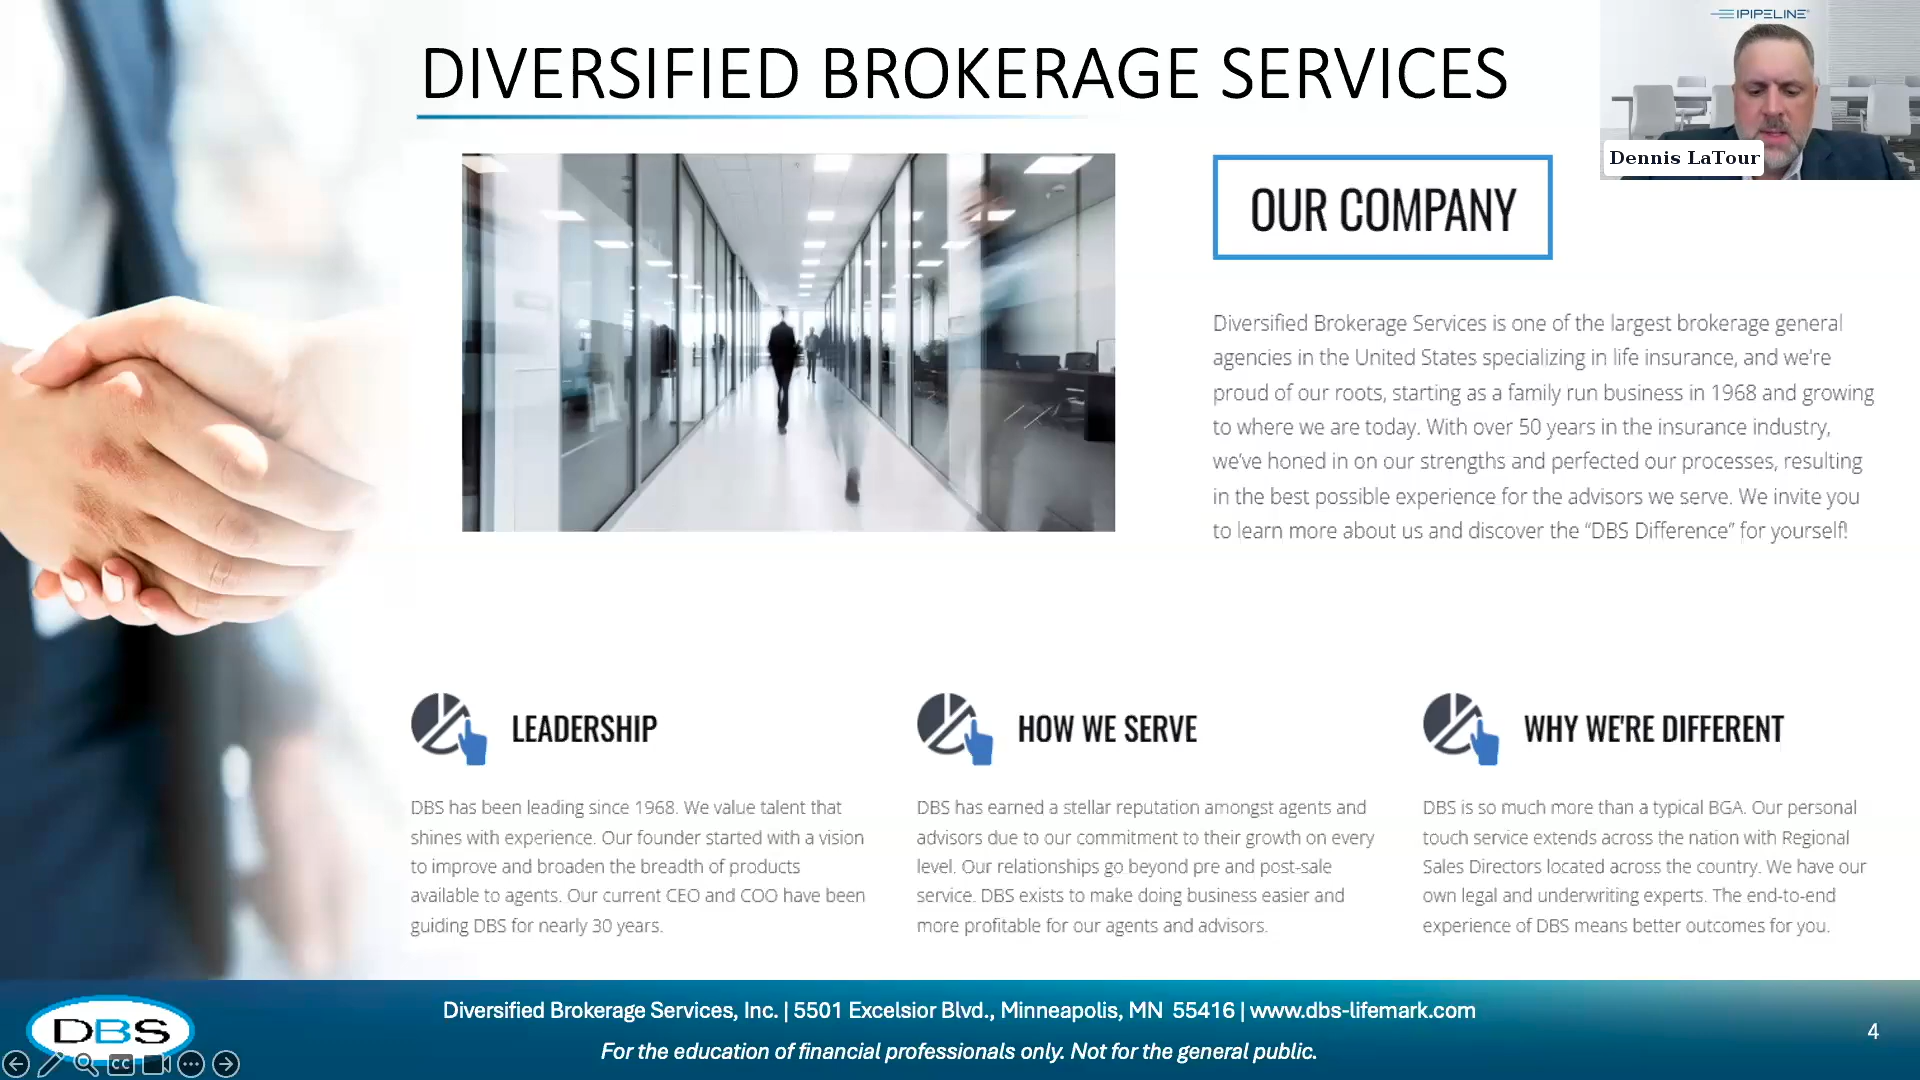 IPIPELINE
DIVERSIFIED BROKERAGE SERVICES
Dennis LaTour
OUR COMPANY
Diversified Brokerage Services is one of the largest brokerage general
agencies in the United States specializing in life insurance, and we're
proud of our roots, starting as a family run business in 1968 and growing
to where we are today. With over 50 years in the insurance industry,
we've honed in on our strengths and perfected our processes, resulting
in the best possible experience for the advisors we serve. We invite you
to learn more about us and discover the “DBS Difference” for yourself!
LEADERSHIP
DBS has been leading since 1968. We value talent that
shines with experience. Our founder started with a vision
to improve and broaden the breadth of products
available to agents. Our current CEO and COO have been
guiding DBS for nearly 30 years.
HOW WE SERVE
DBS has earned a stellar reputation amongst agents and
advisors due to our commitment to their growth on every
level. Our relationships go beyond pre and post-sale
service. DBS exists to make doing business easier and
more profitable for our agents and advisors.
WHY WE'RE DIFFERENT
DBS is so much more than a typical BGA. Our personal
touch service extends across the nation with Regional
Sales Directors located across the country. We have our
own legal and underwriting experts. The end-to-end
experience of DBS means better outcomes for you.
DBS
Diversified Brokerage Services, Inc. | 5501 Excelsior Blvd., Minneapolis, MN 55416 | www.dbs-lifemark.com
For the education of financial professionals only. Not for the general public.
4
CC